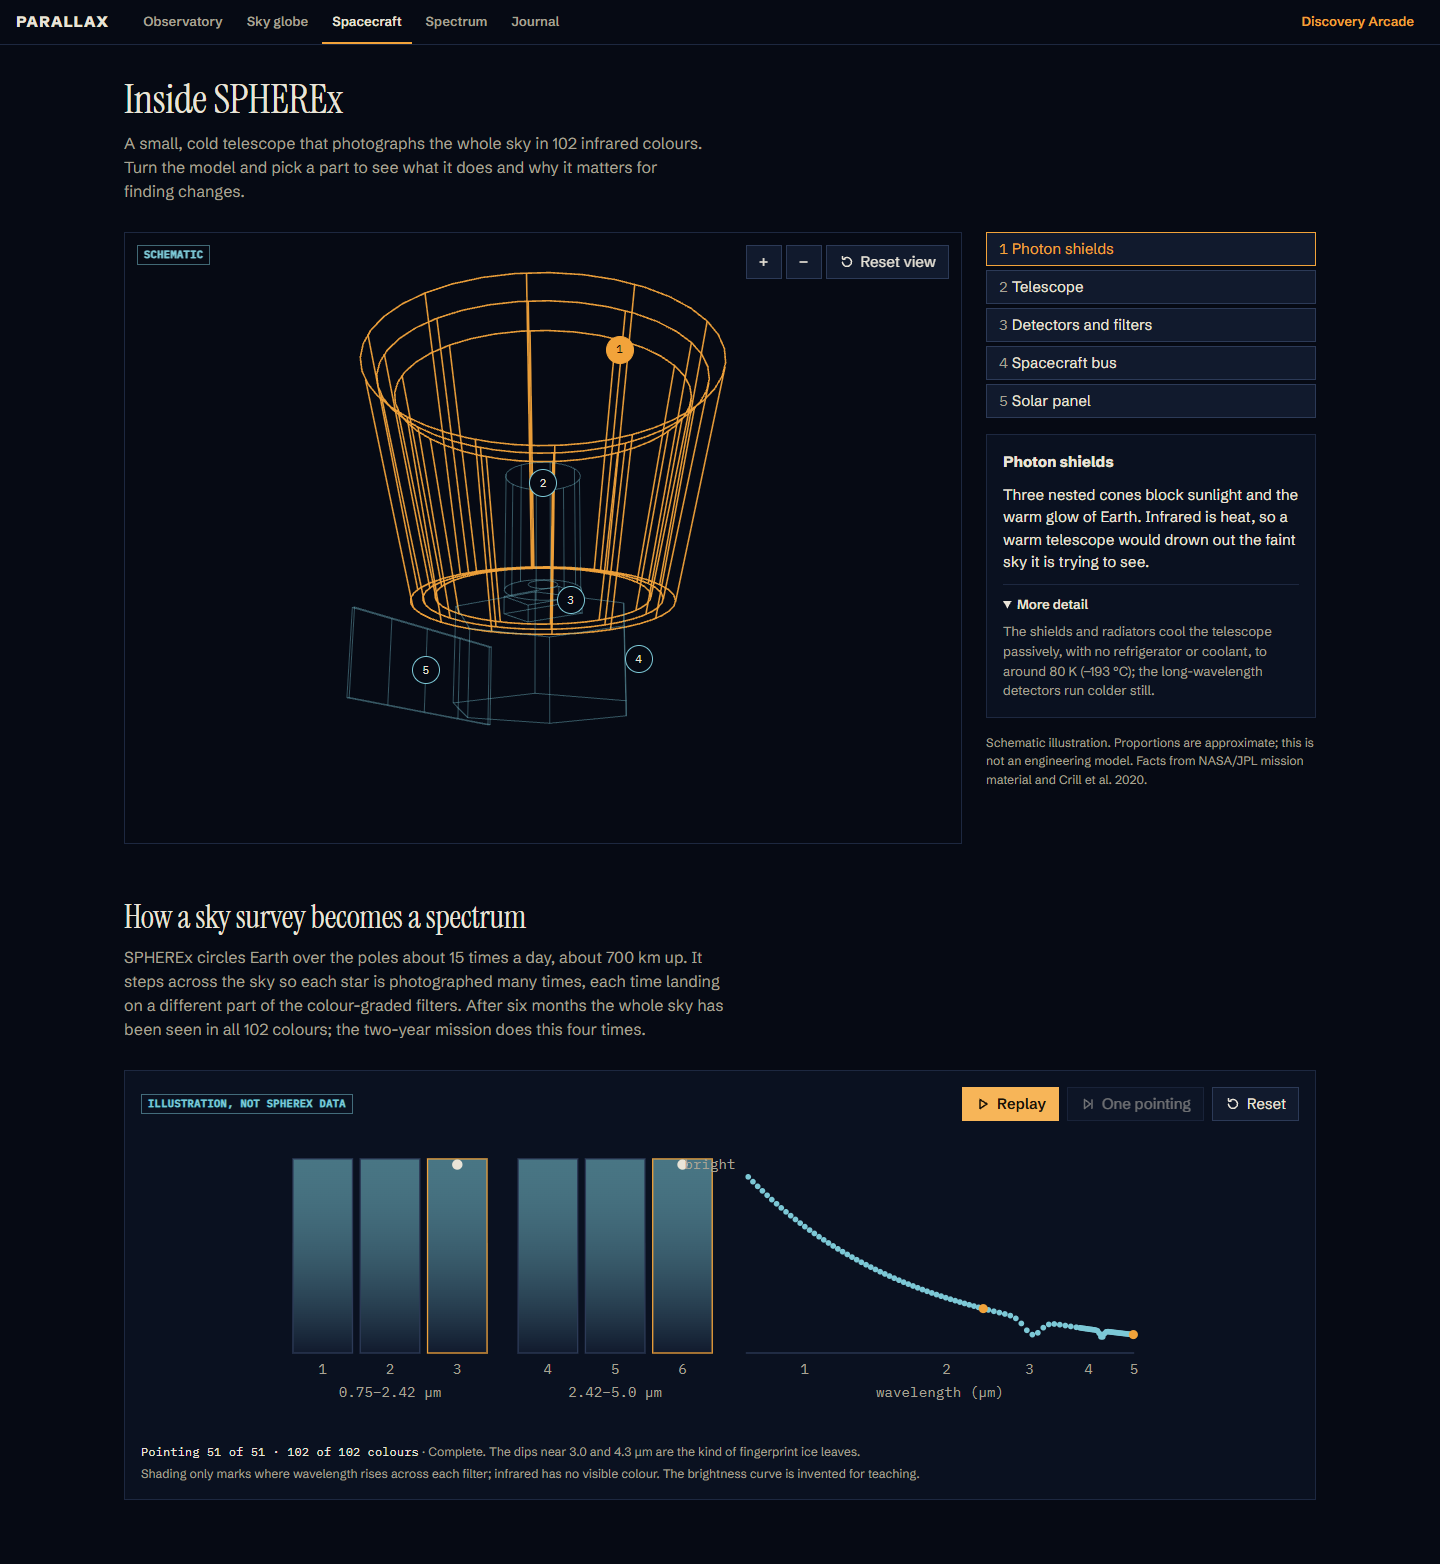 PARALLAX Observatory Sky globe Spacecraft Spectrum Journal Discovery Arcade
Inside SPHEREx
A small, cold telescope that photographs the whole sky in 102 infrared colours.
Turn the model and pick a part to see what it does and why it matters for
finding changes.
SCHEMATIC
+ − Reset view
1
2
3
4
5
1 Photon shields
2 Telescope
3 Detectors and filters
4 Spacecraft bus
5 Solar panel
Photon shields
Three nested cones block sunlight and the
warm glow of Earth. Infrared is heat, so a
warm telescope would drown out the faint
sky it is trying to see.
▼ More detail
The shields and radiators cool the telescope
passively, with no refrigerator or coolant, to
around 80 K (−193 °C); the long-wavelength
detectors run colder still.
Schematic illustration. Proportions are approximate; this is
not an engineering model. Facts from NASA/JPL mission
material and Crill et al. 2020.
How a sky survey becomes a spectrum
SPHEREx circles Earth over the poles about 15 times a day, about 700 km up. It
steps across the sky so each star is photographed many times, each time landing
on a different part of the colour-graded filters. After six months the whole sky has
been seen in all 102 colours; the two-year mission does this four times.
ILLUSTRATION, NOT SPHEREX DATA
Replay One pointing Reset
bright
1 2 3 4 5 6 1 2 3 4 5
0.75–2.42 µm 2.42–5.0 µm wavelength (µm)
Pointing 51 of 51 · 102 of 102 colours · Complete. The dips near 3.0 and 4.3 µm are the kind of fingerprint ice leaves.
Shading only marks where wavelength rises across each filter; infrared has no visible colour. The brightness curve is invented for teaching.